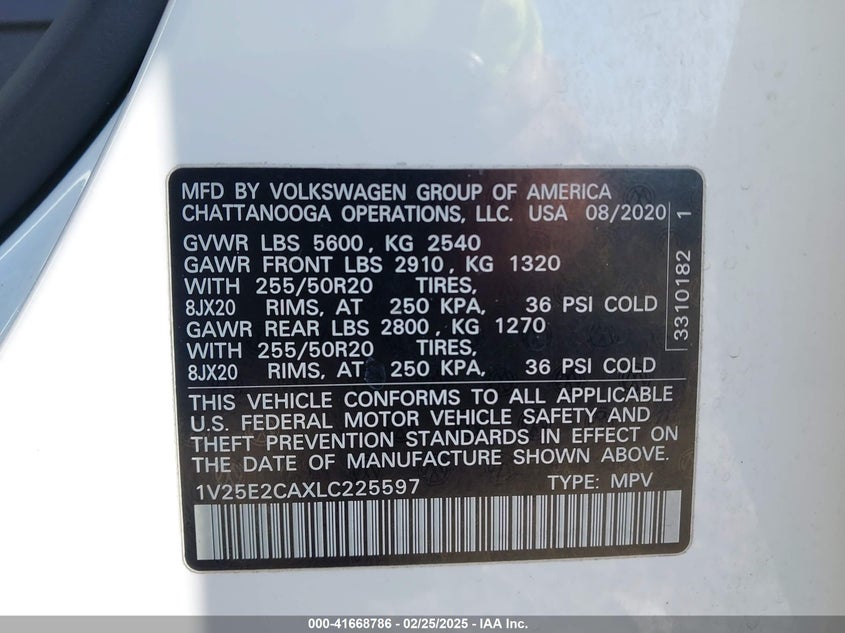 MFD BY VOLKSWAGEN GROUP OF AMERICA
CHATTANOOGA OPERATIONS, LLC. USA 08/2020
GVWR LBS 5600, KG 2540
GAWR FRONT LBS 2910, KG 1320
WITH 255/50R20 TIRES,
8JX20 RIMS, AT 250 KPA, 36 PSI COLD
GAWR REAR LBS 2800, KG 1270
WITH 255/50R20 TIRES,
8JX20 RIMS, AT 250 KPA, 36 PSI COLD
3310182 1
THIS VEHICLE CONFORMS TO ALL APPLICABLE
U.S. FEDERAL MOTOR VEHICLE SAFETY AND
THEFT PREVENTION STANDARDS IN EFFECT ON
THE DATE OF MANUFACTURE SHOWN ABOVE.
1V25E2CAXLC225597 TYPE: MPV
000-41668786 - 02/25/2025 - IAA Inc.